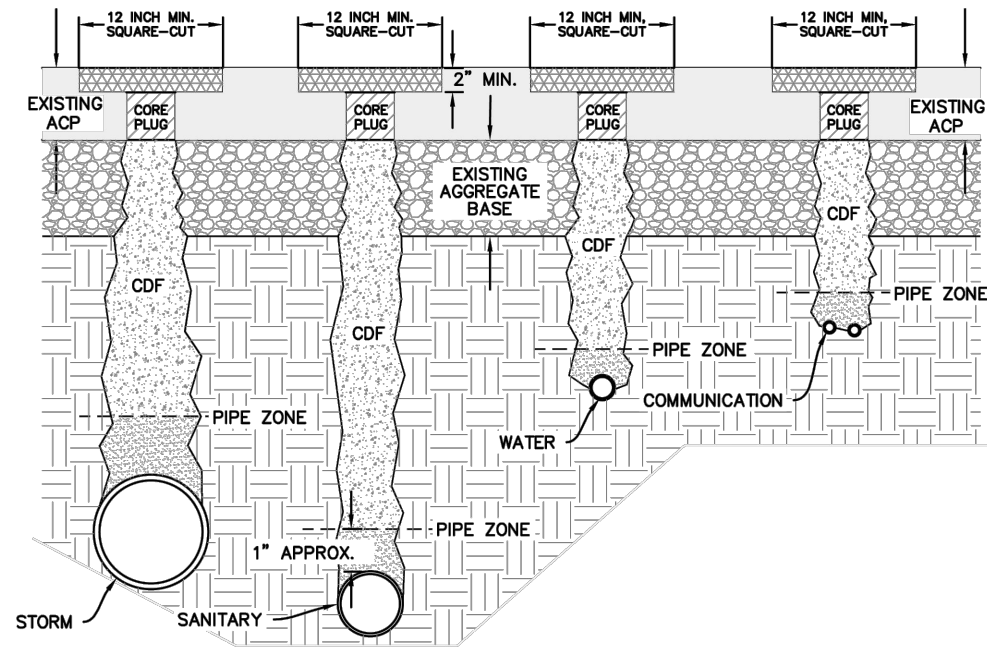 12 INCH MIN.
SQUARE-CUT
12 INCH MIN.
SQUARE-CUT
12 INCH MIN,
SQUARE-CUT
12 INCH MIN,
SQUARE-CUT
2" MIN.
EXISTING
ACP
CORE
PLUG
CORE
PLUG
CORE
PLUG
CORE
PLUG
EXISTING
ACP
EXISTING
AGGREGATE
BASE
CDF
CDF
CDF
CDF
PIPE ZONE
PIPE ZONE
COMMUNICATION
PIPE ZONE
WATER
PIPE ZONE
1" APPROX.
STORM
SANITARY